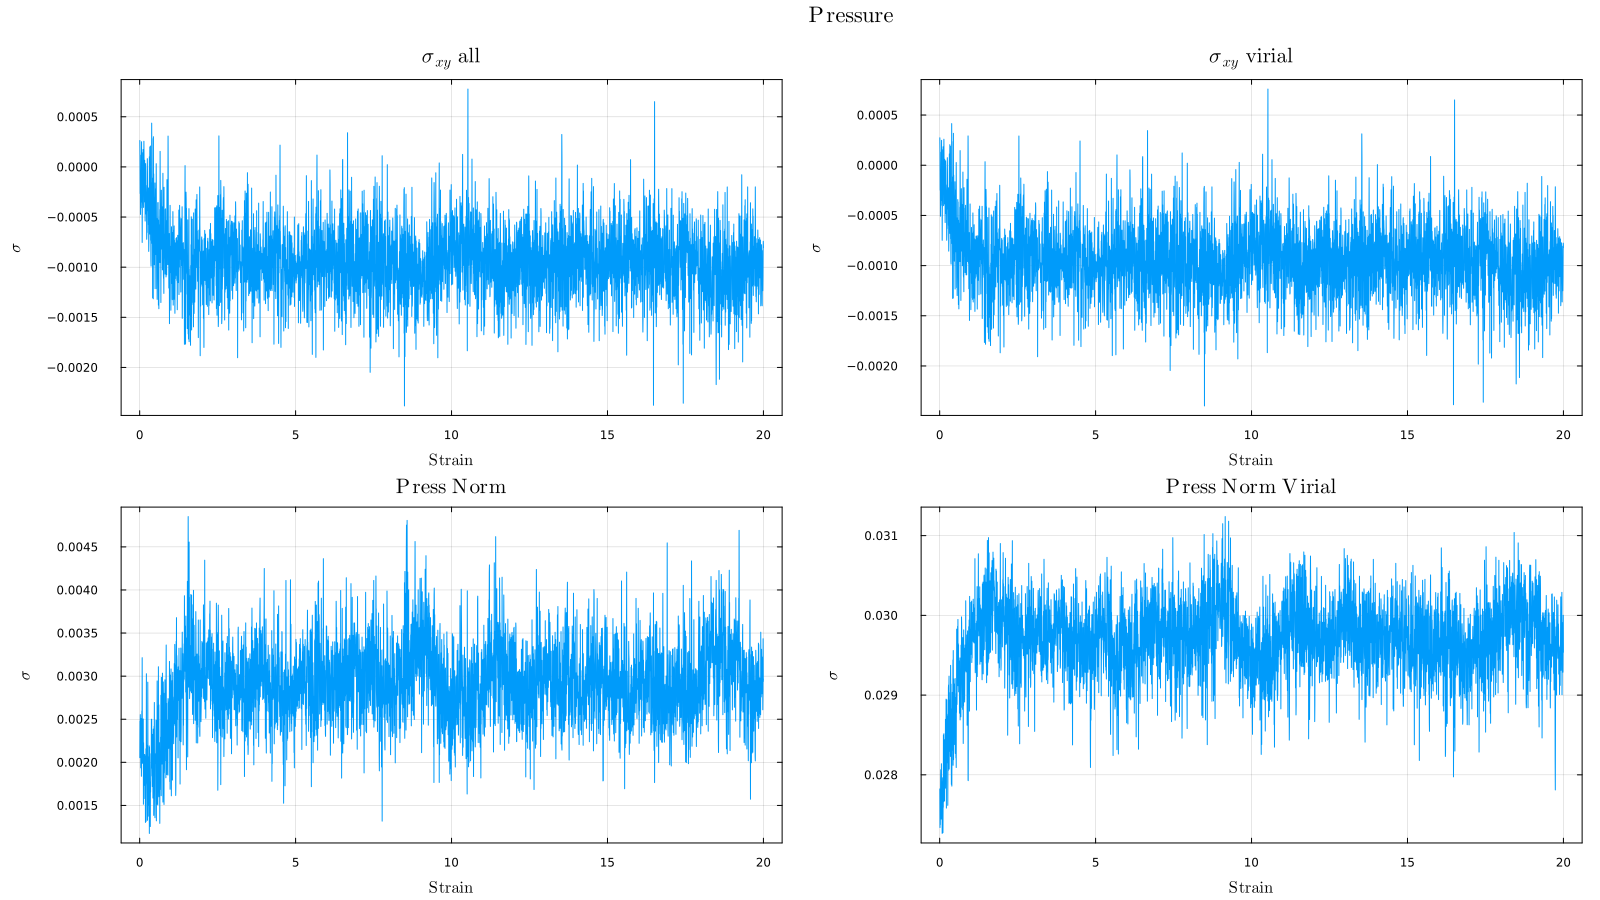 Pressure
σxy all
σxy virial
0.0005
0.0000
−0.0005
−0.0010
−0.0015
−0.0020
σ
0 5 10 15 20
Strain
0.0005
0.0000
−0.0005
−0.0010
−0.0015
−0.0020
σ
0 5 10 15 20
Strain
Press Norm
Press Norm Virial
0.0045
0.0040
0.0035
0.0030
0.0025
0.0020
0.0015
σ
0 5 10 15 20
Strain
0.031
0.030
0.029
0.028
σ
0 5 10 15 20
Strain